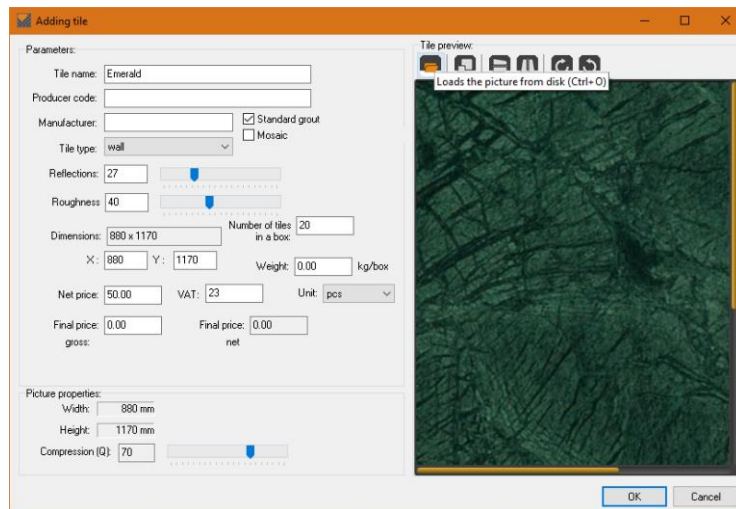 Adding tile
Parameters:
Tile name: Emerald
Producer code:
Manufacturer:
Standard grout
Mosaic
Tile type: wall
Reflections: 27
Roughness 40
Dimensions: 880 x 1170
Number of tiles
in a box: 20
X: 880 Y: 1170
Weight: 0.00 kg/box
Net price: 50.00 VAT: 23 Unit: pcs
Final price: 0.00 Final price: 0.00
gross: net
Picture properties:
Width: 880 mm
Height: 1170 mm
Compression (Q): 70
Tile preview:
Loads the picture from disk (Ctrl+O)
OK Cancel